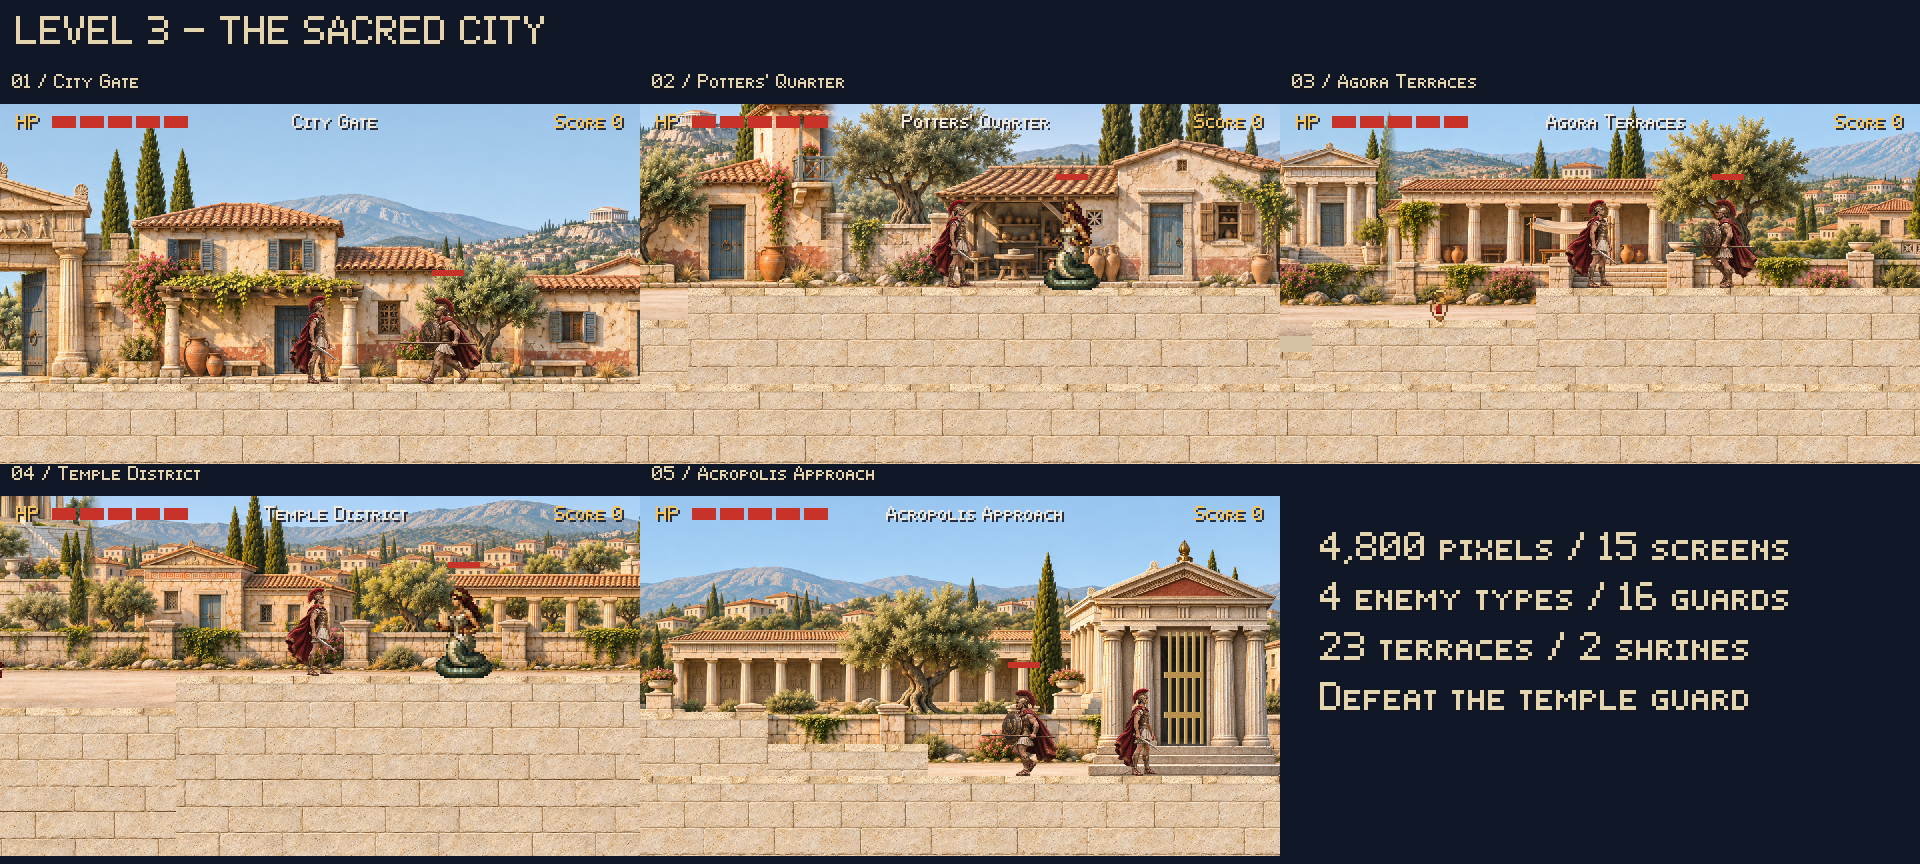 LEVEL 3 – THE SACRED CITY
01 / City Gate
02 / Potters' Quarter
03 / Agora Terraces
HP
City Gate
Score 0
HP
Potters' Quarter
Score 0
HP
Agora Terraces
Score 0
04 / Temple District
05 / Acropolis Approach
HP
Temple District
Score 0
HP
Acropolis Approach
Score 0
4,800 pixels / 15 screens
4 enemy types / 16 guards
23 terraces / 2 shrines
Defeat the temple guard